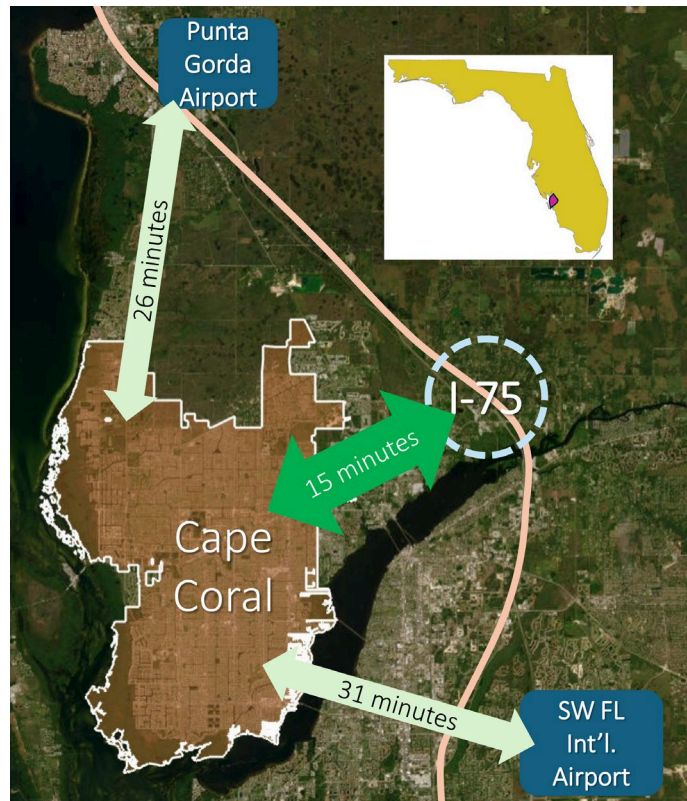 Punta
Gorda
Airport
26 minutes
I-75
15 minutes
Cape
Coral
31 minutes
SW FL
Int’l.
Airport